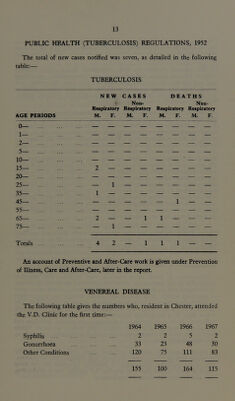 13
PUBLIC HEALTH (TUBERCULOSIS) REGULATIONS, 1952
The total of new cases notified was seven, as detailed in the following
table:—
TUBERCULOSIS
NEW CASES DEATHS
Non- Non-
Respiratory Respiratory Respiratory Respiratory
AGE PERIODS M. F. M. F. M. F. M. F.
0— ... ... ... — — — — — — — —
1— ... ... ... — — — — — — — —
2— ... ... ... — — — — — — — —
5— ... ... ... — — — — — — — —
10— ... ... ... — — — — — — — —
15— ... ... ... 2 — — — — — — —
20— ... ... ... — — — — — — — —
25— ... ... ... — 1 — — — — — —
35— ... ... ... 1 — — — — — — —
45— ... ... ... — — — — — 1 — —
55— ... ... ... — — — — — — — —
65— ... ... ... 2 — — 1 1 — — —
75— ... ... ... — 1 — — — — — —
Totals ... ... 4 2 — 1 1 1 — —
An account of Preventive and After-Care work is given under Prevention
of Illness, Care and After-Care, later in the report.
VENEREAL DISEASE
The following table gives the numbers who, resident in Chester, attended
the V.D. Clinic for the first time:—
1964 1965 1966 1967
Syphilis ... ... ... 2 2 5 2
Gonorrhoea ... ... ... 33 23 48 30
Other Conditions ... ... 120 75 111 83
155 100 164 115